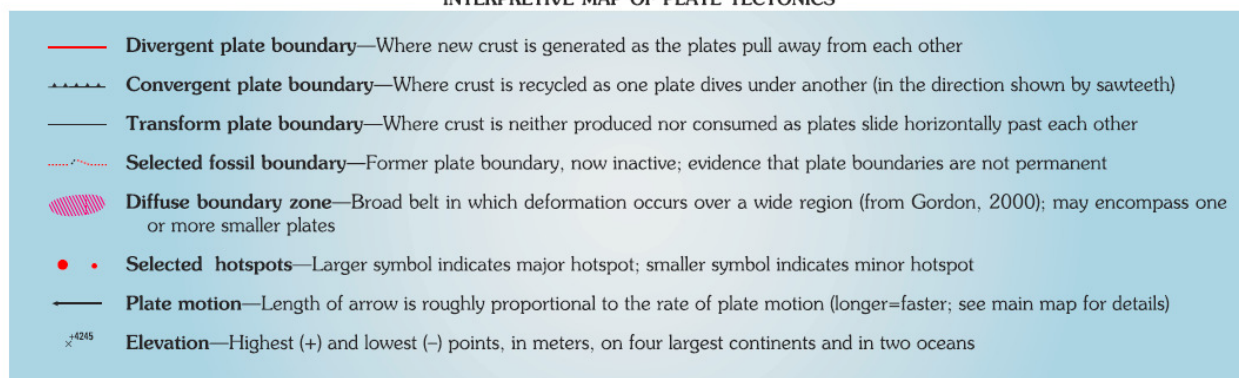 INTERPRETIVE MAP OF PLATE TECTONICS
Divergent plate boundary—Where new crust is generated as the plates pull away from each other
Convergent plate boundary—Where crust is recycled as one plate dives under another (in the direction shown by sawteeth)
Transform plate boundary—Where crust is neither produced nor consumed as plates slide horizontally past each other
Selected fossil boundary—Former plate boundary, now inactive; evidence that plate boundaries are not permanent
Diffuse boundary zone—Broad belt in which deformation occurs over a wide region (from Gordon, 2000); may encompass one
or more smaller plates
Selected hotspots—Larger symbol indicates major hotspot; smaller symbol indicates minor hotspot
Plate motion—Length of arrow is roughly proportional to the rate of plate motion (longer=faster; see main map for details)
+4245 Elevation—Highest (+) and lowest (–) points, in meters, on four largest continents and in two oceans